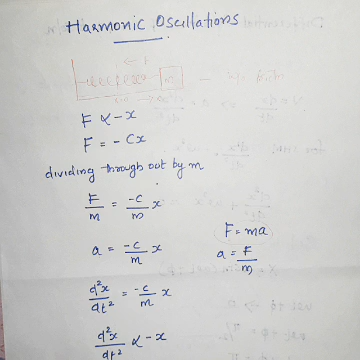 Harmonic Oscillations
← F
m
F ∝ -x
F = - Cx
dividing through out by m
F/m = -c/m x
F = ma
a = -c/m x
a = F/m
d²x/dt² = -c/m x
d²x/dt² ∝ -x